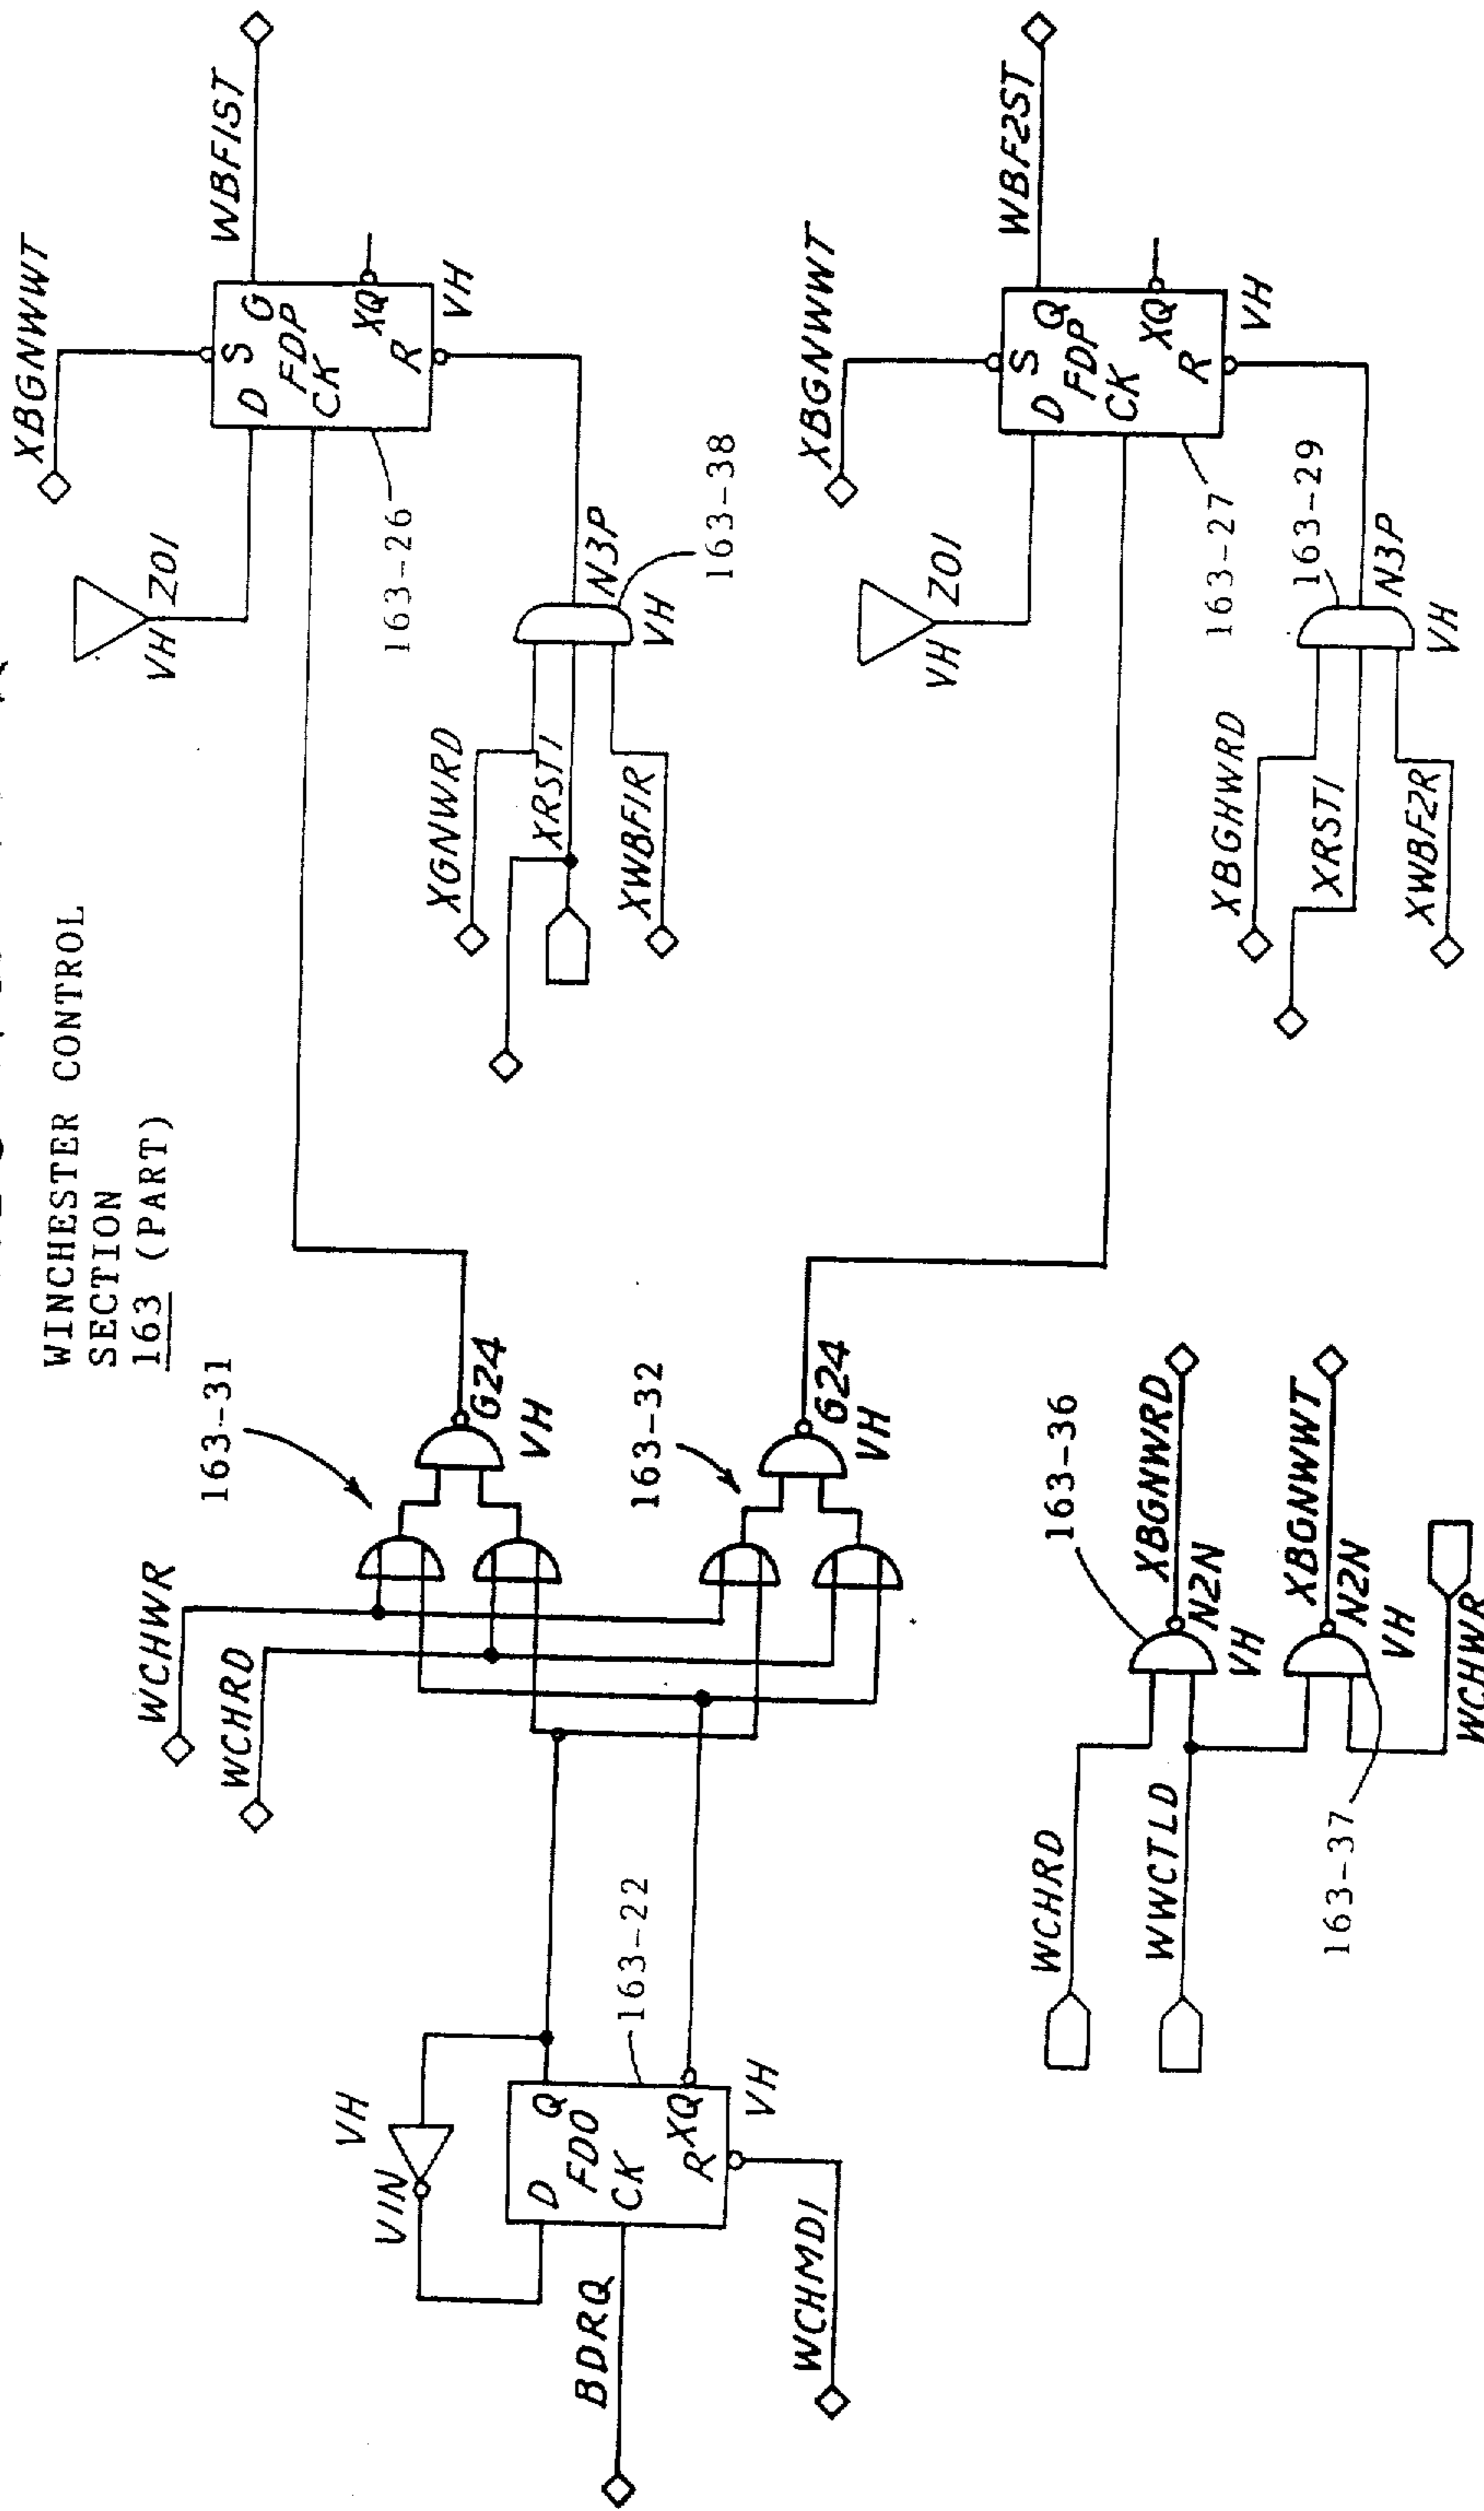 WINCHESTER CONTROL
SECTION
163 (PART)
XBGNWWT
WBF1ST
VH Z01
D S G
FDP
CK XQ
R
VH
163-26
XGNWRD
XRST1
XWBF1R
N3P
VH
163-38
XBGNWWT
WBF2ST
VH Z01
D S Q
FDP
CK XQ
R
VH
163-27
XBGHWRD
XRST1
XWBF2R
163-29
N3P
VH
WCHWR
WCHRD
163-31
G24
VH
163-32
G24
VH
VIN VH
D Q
FDO
CK XQ
R
VH
163-22
BDRQ
WCHMDI
WCHRD
WWCTLD
163-36
XBGNWRD
N2N
VH
XBGNWWT
N2N
VH
163-37
WCHWR